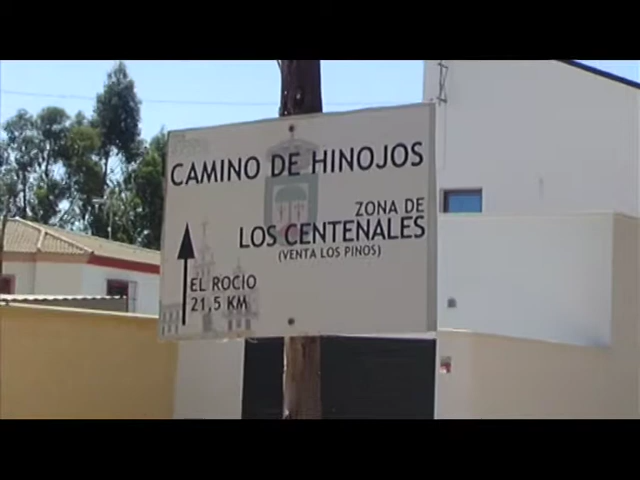 CAMINO DE HINOJOS
ZONA DE
LOS CENTENALES
(VENTA LOS PINOS)
EL ROCIO
21,5 KM